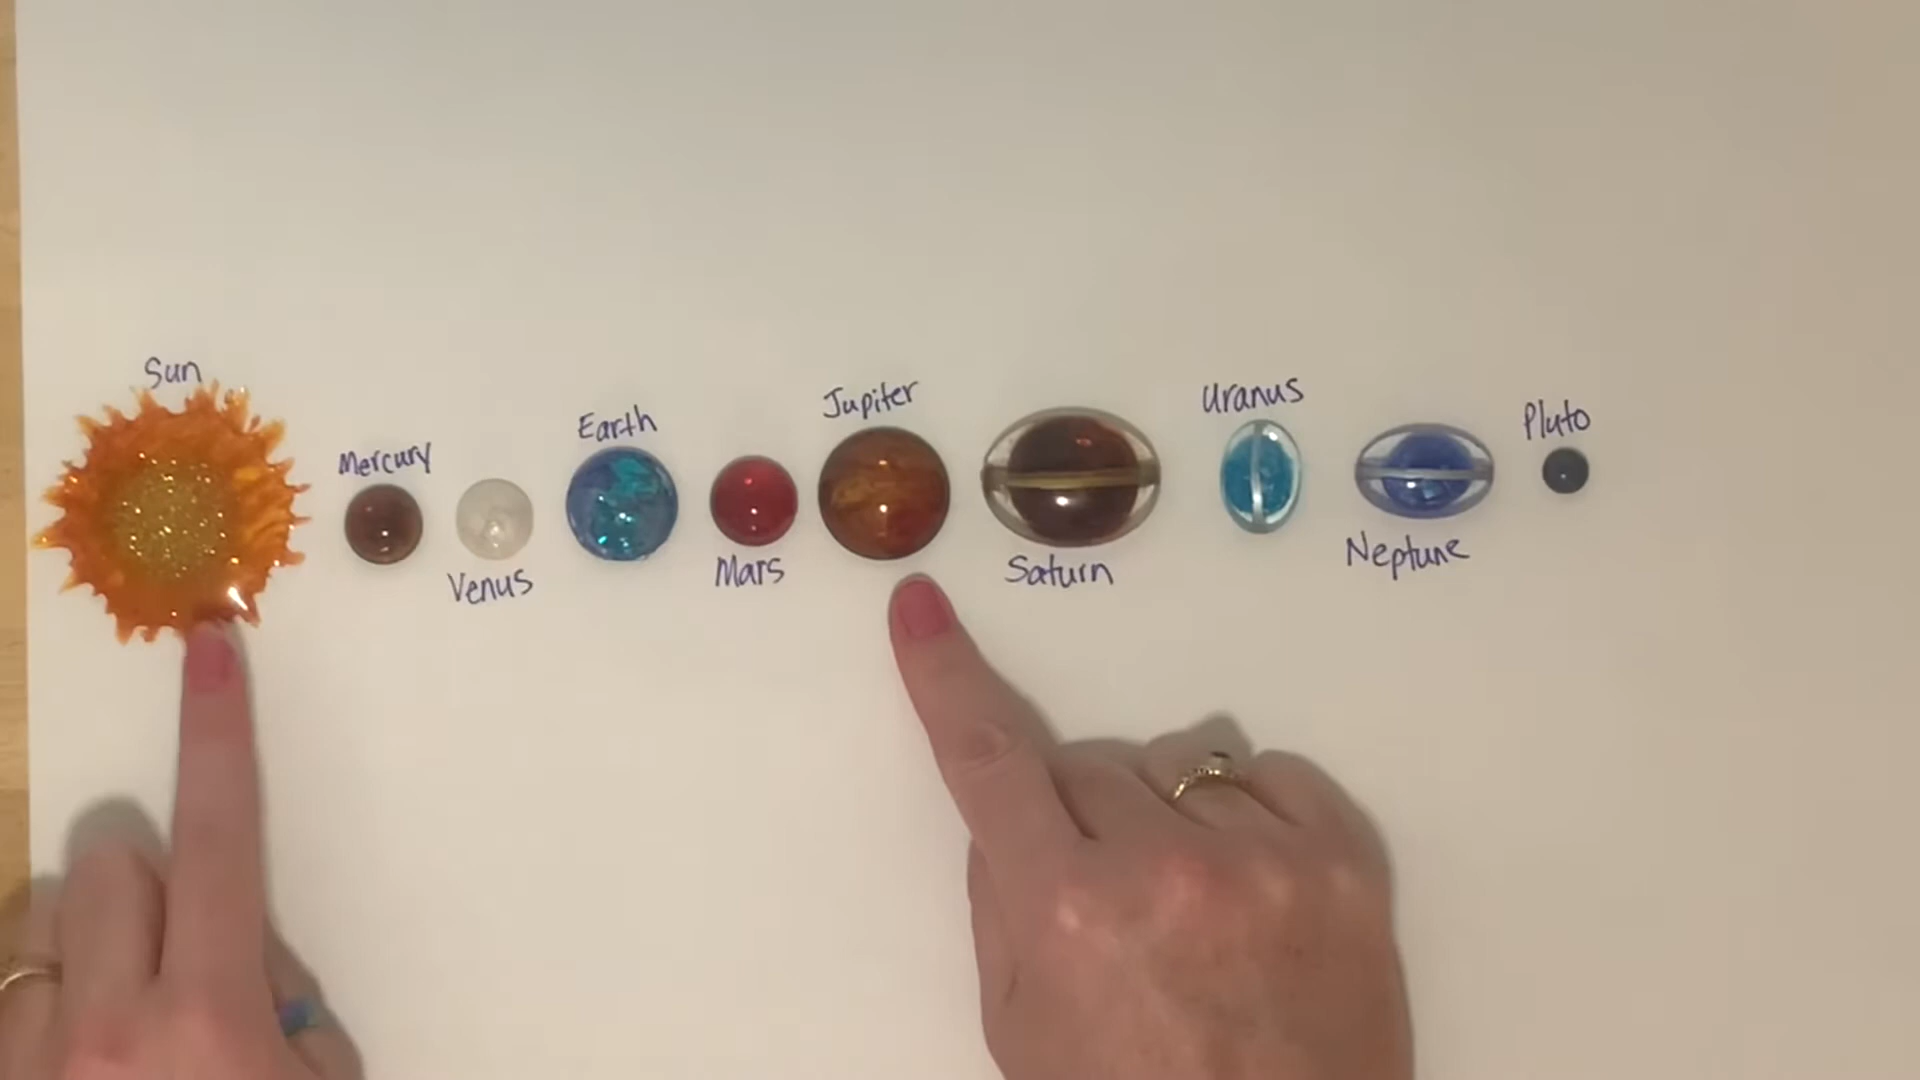 Sun
Mercury
Venus
Earth
Mars
Jupiter
Saturn
Uranus
Neptune
Pluto